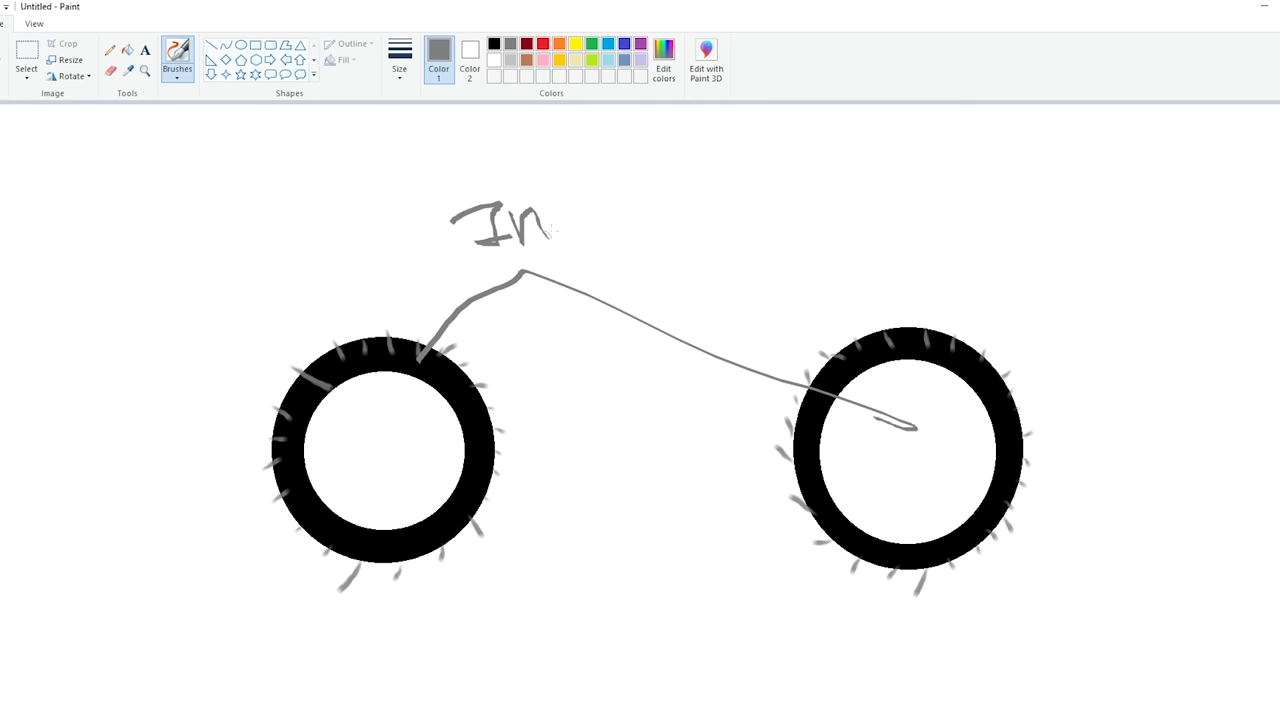 Untitled - Paint
View
Crop
Resize
Rotate
Select
Image
A
Tools
Brushes
Shapes
Outline
Fill
Size
Color 1
Color 2
Colors
Edit colors
Edit with Paint 3D
In